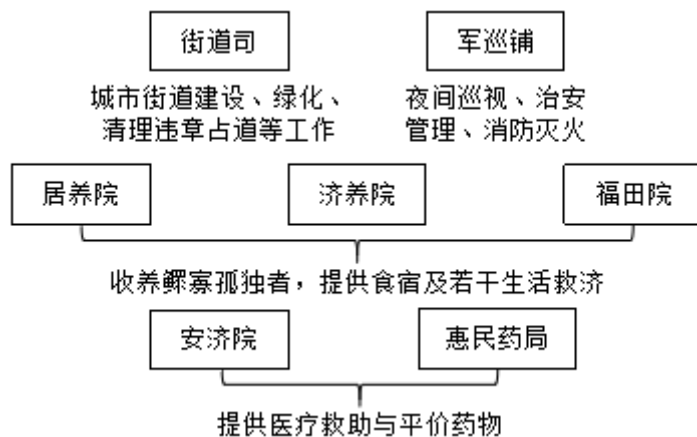 街道司 军巡铺
城市街道建设、绿化、 夜间巡视、治安
清理违章占道等工作 管理、消防灭火
居养院 济养院 福田院
收养鳏寡孤独者，提供食宿及若干生活救济
安济院 惠民药局
提供医疗救助与平价药物